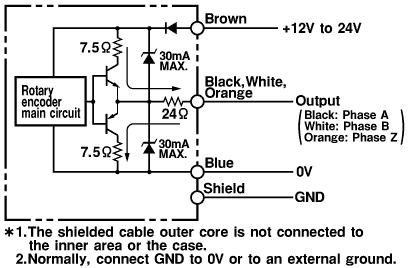 Brown
+12V to 24V
7.5Ω
30mA
MAX.
Black,White,
Orange
Rotary
encoder
main circuit
24Ω
Output
(Black: Phase A
White: Phase B
Orange: Phase Z)
7.5Ω
30mA
MAX.
Blue
0V
Shield
GND
*1.The shielded cable outer core is not connected to
the inner area or the case.
2.Normally, connect GND to 0V or to an external ground.